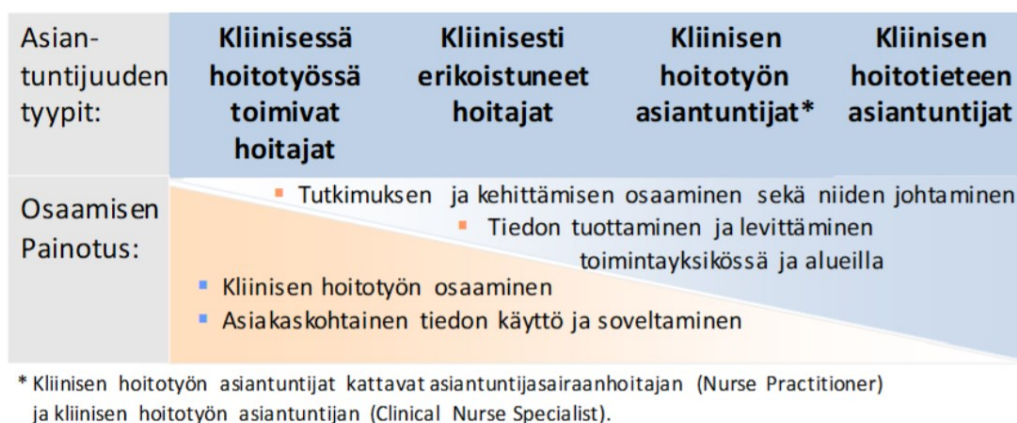 Asian-
tuntijuuden
tyypit:
Kliinisessä
hoitotyössä
toimivat
hoitajat
Kliinisesti
erikoistuneet
hoitajat
Kliinisen
hoitotyön
asiantuntijat*
Kliinisen
hoitotieteen
asiantuntijat
Osaamisen
Painotus:
▪ Tutkimuksen ja kehittämisen osaaminen sekä niiden johtaminen
▪ Tiedon tuottaminen ja levittäminen
toimintayksikössä ja alueilla
▪ Kliinisen hoitotyön osaaminen
▪ Asiakaskohtainen tiedon käyttö ja soveltaminen
* Kliinisen hoitotyön asiantuntijat kattavat asiantuntijasairaanhoitajan (Nurse Practitioner)
ja kliinisen hoitotyön asiantuntijan (Clinical Nurse Specialist).